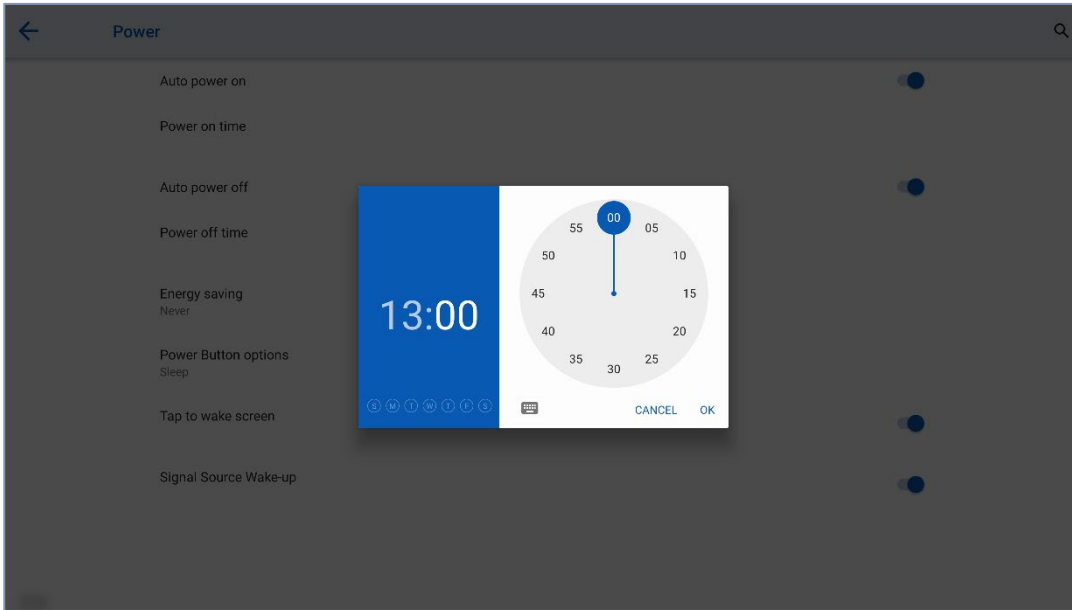 Power
Auto power on
Power on time
Auto power off
Power off time
Energy saving
Never
Power Button options
Sleep
Tap to wake screen
Signal Source Wake-up
13:00
S M T W T F S
00
05
10
15
20
25
30
35
40
45
50
55
CANCEL OK